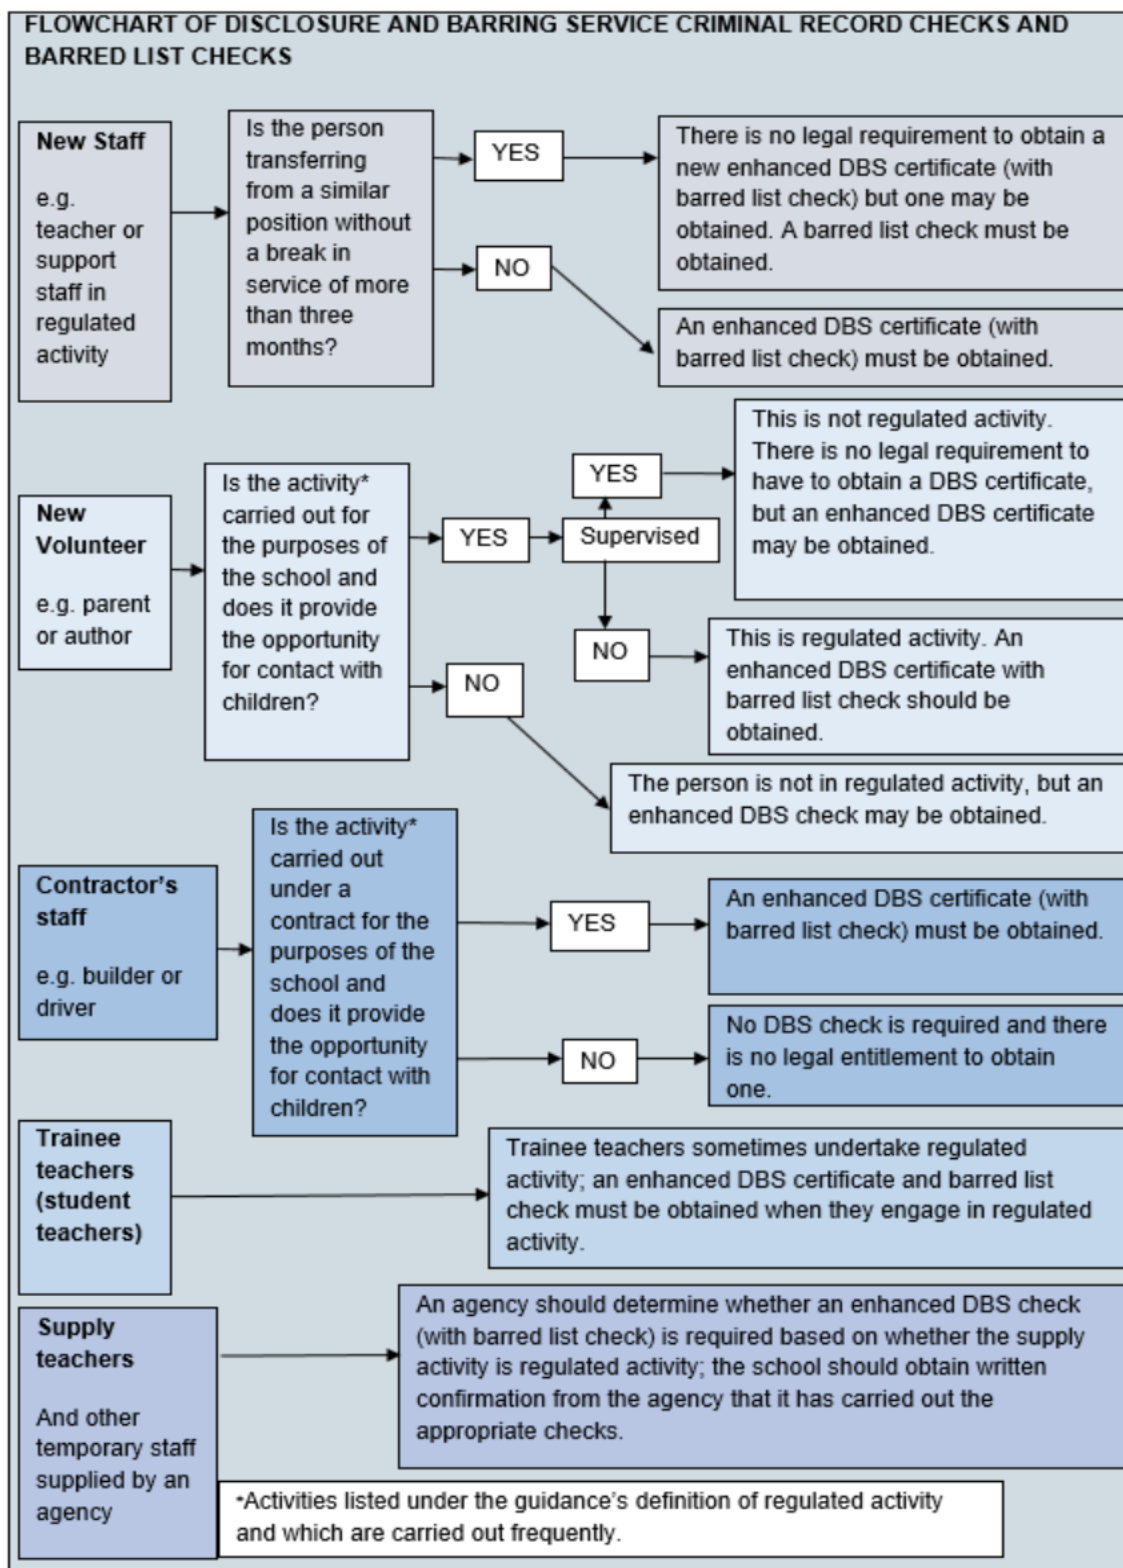 FLOWCHART OF DISCLOSURE AND BARRING SERVICE CRIMINAL RECORD CHECKS AND
BARRED LIST CHECKS
New Staff
e.g.
teacher or
support
staff in
regulated
activity
Is the person
transferring
from a similar
position without
a break in
service of more
than three
months?
YES
There is no legal requirement to obtain a
new enhanced DBS certificate (with
barred list check) but one may be
obtained. A barred list check must be
obtained.
NO
An enhanced DBS certificate (with
barred list check) must be obtained.
New
Volunteer
e.g. parent
or author
Is the activity*
carried out for
the purposes of
the school and
does it provide
the opportunity
for contact with
children?
YES
Supervised
YES
This is not regulated activity.
There is no legal requirement to
have to obtain a DBS certificate,
but an enhanced DBS certificate
may be obtained.
NO
This is regulated activity. An
enhanced DBS certificate with
barred list check should be
obtained.
NO
The person is not in regulated activity, but an
enhanced DBS check may be obtained.
Contractor's
staff
e.g. builder or
driver
Is the activity*
carried out
under a
contract for the
purposes of the
school and
does it provide
the opportunity
for contact with
children?
YES
An enhanced DBS certificate (with
barred list check) must be obtained.
NO
No DBS check is required and there
is no legal entitlement to obtain
one.
Trainee
teachers
(student
teachers)
Trainee teachers sometimes undertake regulated
activity; an enhanced DBS certificate and barred list
check must be obtained when they engage in regulated
activity.
Supply
teachers
And other
temporary staff
supplied by an
agency
An agency should determine whether an enhanced DBS check
(with barred list check) is required based on whether the supply
activity is regulated activity; the school should obtain written
confirmation from the agency that it has carried out the
appropriate checks.
*Activities listed under the guidance's definition of regulated activity
and which are carried out frequently.